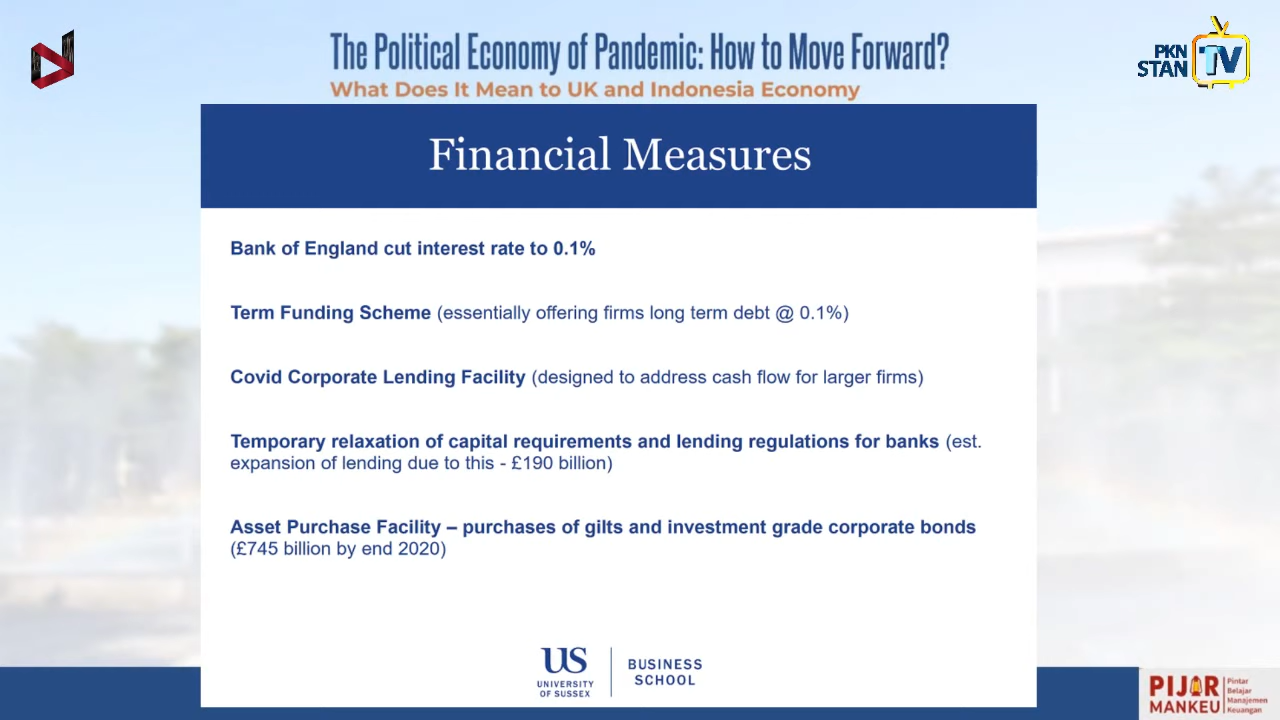 The Political Economy of Pandemic: How to Move Forward?
What Does It Mean to UK and Indonesia Economy
PKN
STAN
TV
Financial Measures
Bank of England cut interest rate to 0.1%
Term Funding Scheme (essentially offering firms long term debt @ 0.1%)
Covid Corporate Lending Facility (designed to address cash flow for larger firms)
Temporary relaxation of capital requirements and lending regulations for banks (est.
expansion of lending due to this - £190 billion)
Asset Purchase Facility – purchases of gilts and investment grade corporate bonds
(£745 billion by end 2020)
US
UNIVERSITY
OF SUSSEX
BUSINESS
SCHOOL
PIJAR
MANKEU
Pintar
Belajar
Manajemen
Keuangan